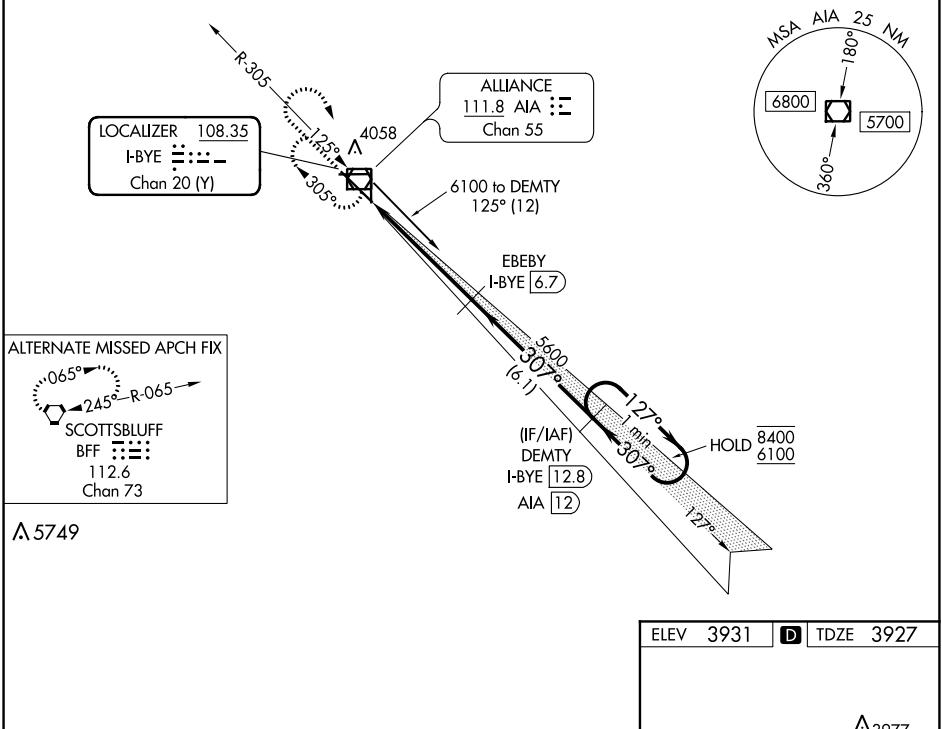 MSA AIA 25 NM
180°
6800
5700
360°
R-305
ALLIANCE
111.8 AIA
Chan 55
LOCALIZER 108.35
I-BYE
Chan 20 (Y)
125°
4058
305°
6100 to DEMTY
125° (12)
EBEBY
I-BYE 6.7
5600
307°
(6.1)
127°
1 min
307°
HOLD 8400
6100
(IF/IAF)
DEMTY
I-BYE 12.8
AIA 12
127°
ALTERNATE MISSED APCH FIX
065°
245° R-065
SCOTTSBLUFF
BFF
112.6
Chan 73
5749
ELEV 3931 D TDZE 3927